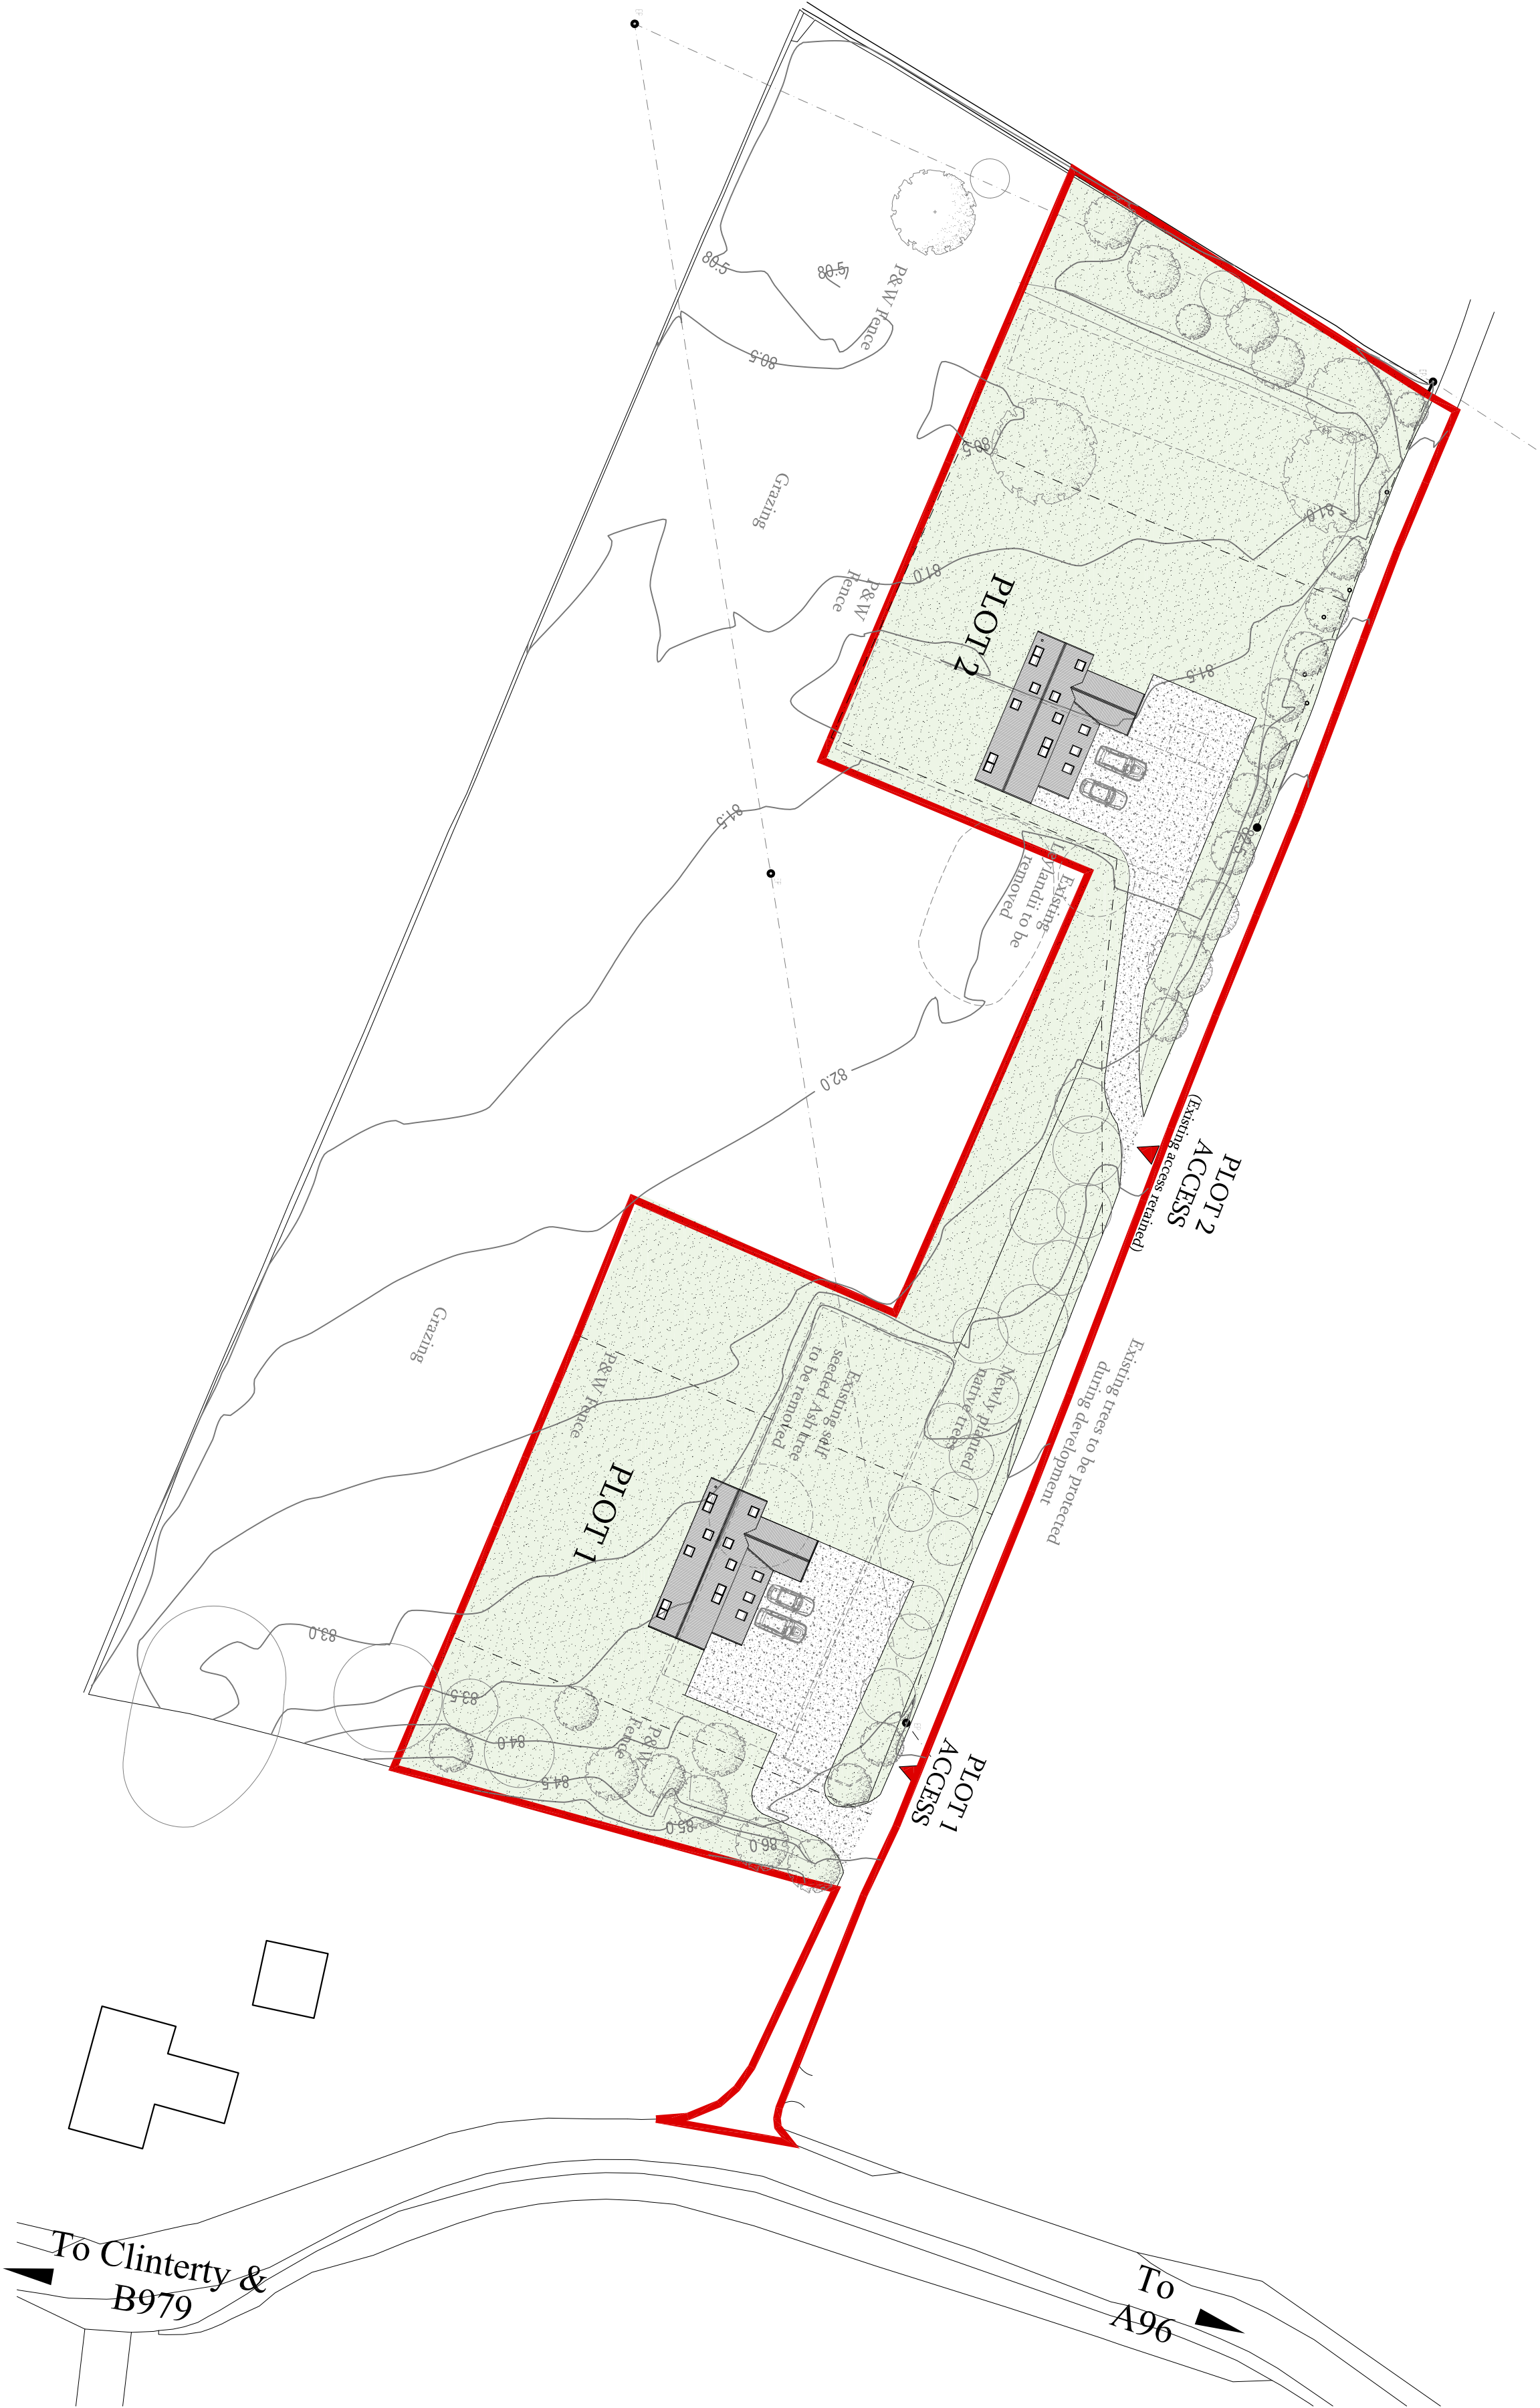 80.5
80.5
80.5
P&W Fence
Grazing
80.5
81.0
81.0
P&W
Fence
PLOT 2
81.5
81.5
82.5
Existing
Laylandii to be
removed
82.0
PLOT 2
ACCESS
(Existing access retained)
Grazing
P&W Fence
Existing self
seeded Ash tree
to be removed
Newly planted
native trees
Existing trees to be protected
during development
PLOT 1
83.0
83.5
84.0
84.5
85.0
86.0
P&W
Fence
PLOT 1
ACCESS
To Clinterty &
B979
To
A96